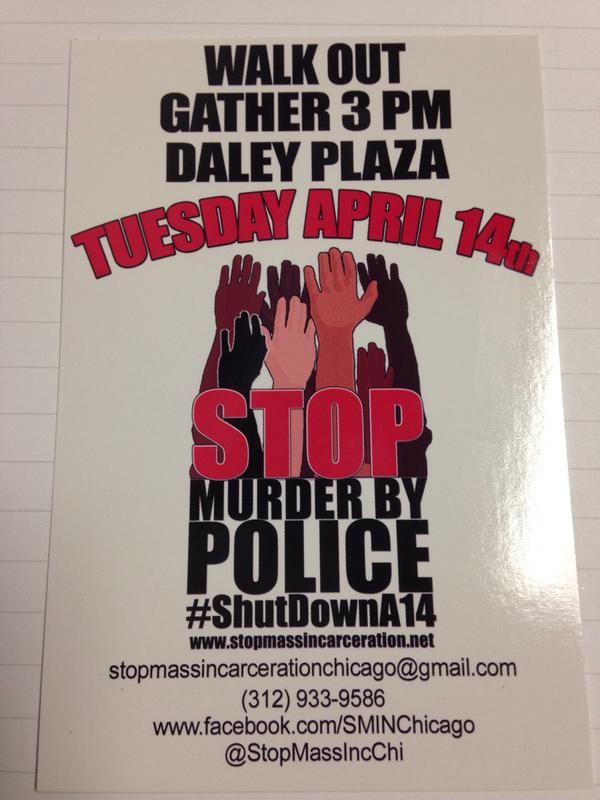 WALK OUT
GATHER 3 PM
DALEY PLAZA
TUESDAY APRIL 14th
STOP
MURDER BY
POLICE
#ShutDownA14
www.stopmassincarceration.net
stopmassincarcerationchicago@gmail.com
(312) 933-9586
www.facebook.com/SMINChicago
@StopMassIncChi